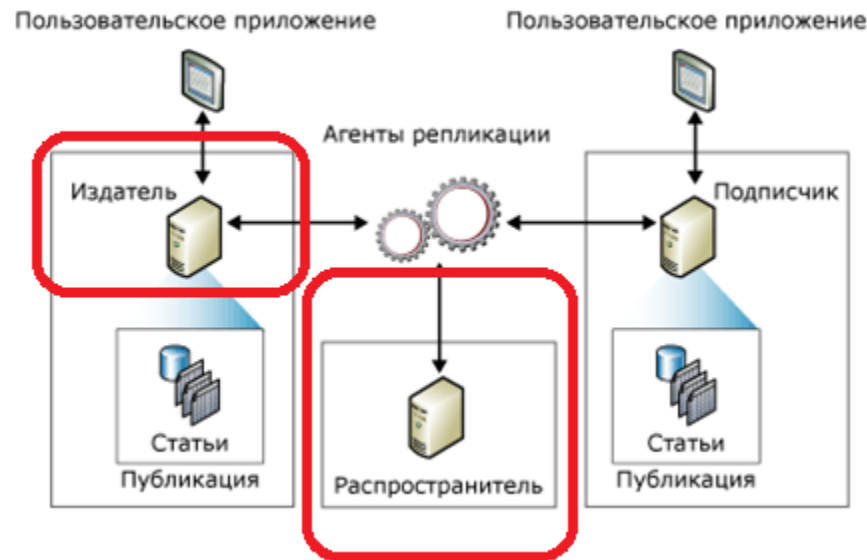 Пользовательское приложение
Пользовательское приложение
Агенты репликации
Издатель
Подписчик
Статьи
Публикация
Распространитель
Статьи
Публикация